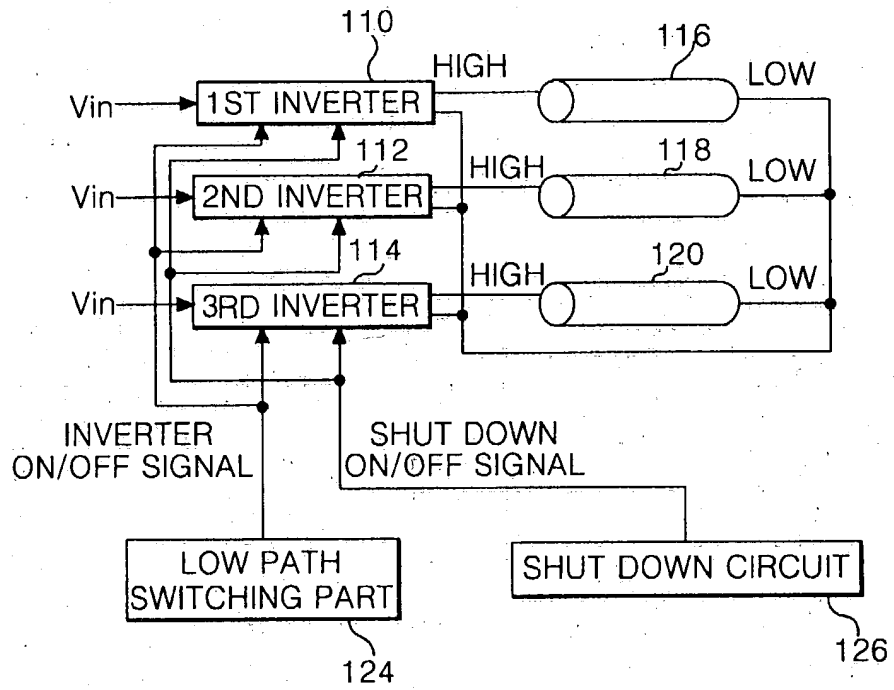 110
116
HIGH
LOW
Vin
1ST INVERTER
112
118
HIGH
LOW
Vin
2ND INVERTER
114
120
HIGH
LOW
Vin
3RD INVERTER
INVERTER
ON/OFF SIGNAL
SHUT DOWN
ON/OFF SIGNAL
LOW PATH
SWITCHING PART
SHUT DOWN CIRCUIT
124
126